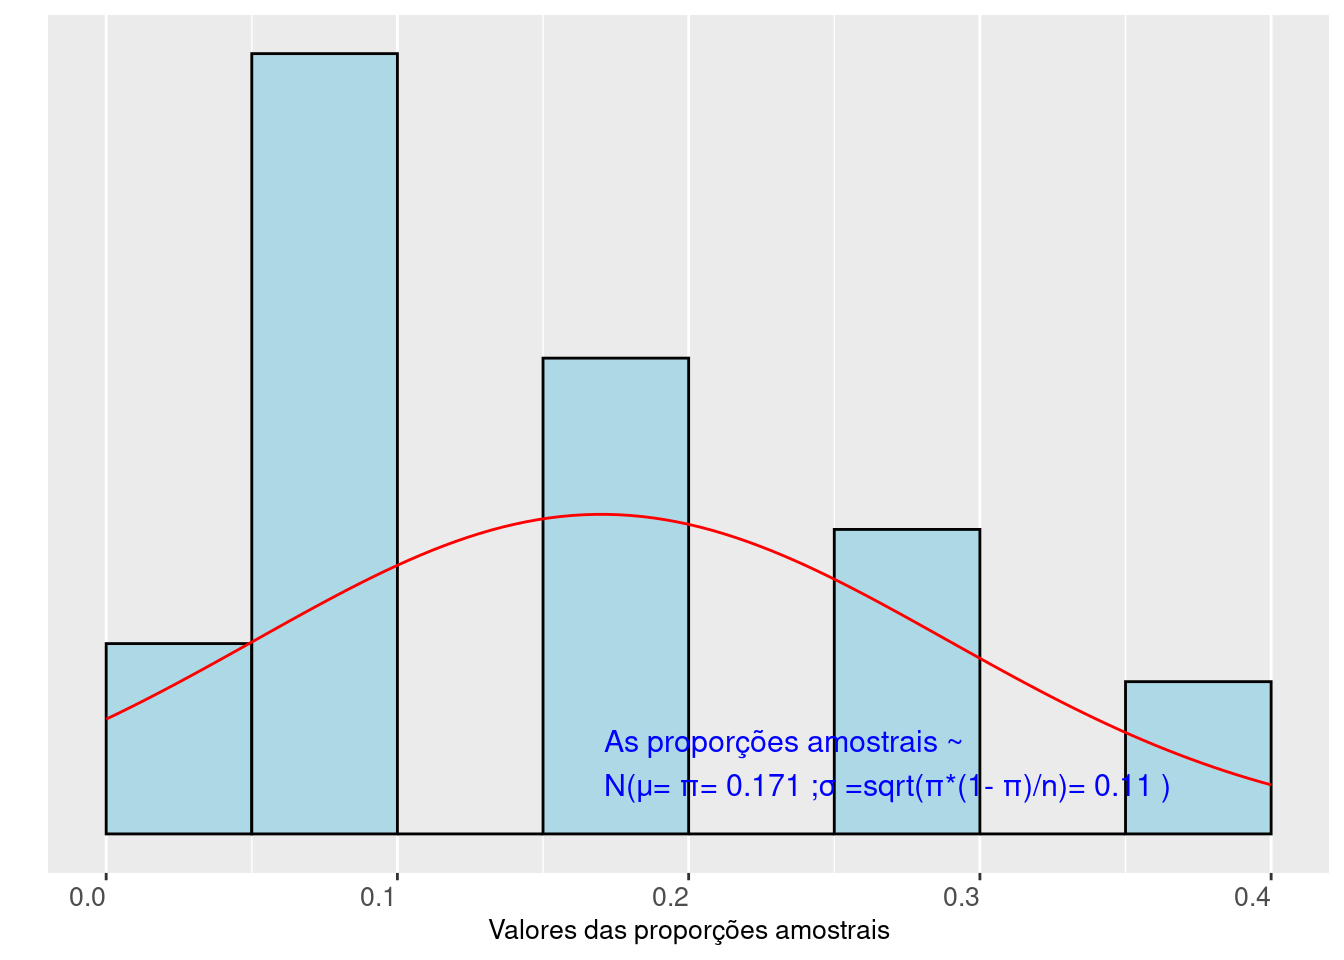 As proporções amostrais ~
N(μ= π= 0.171 ;σ =sqrt(π*(1- π)/n)= 0.11 )
0.0 0.1 0.2 0.3 0.4
Valores das proporções amostrais